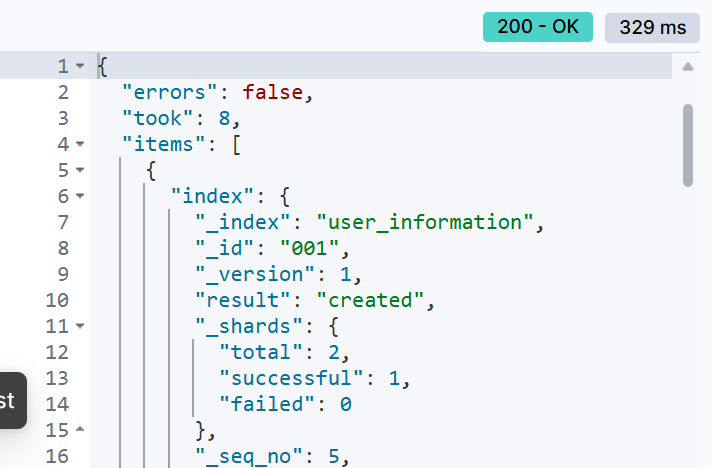 200 - OK 329 ms
1 {
2 "errors": false,
3 "took": 8,
4 "items": [
5 {
6 "index": {
7 "_index": "user_information",
8 "_id": "001",
9 "_version": 1,
10 "result": "created",
11 "_shards": {
12 "total": 2,
13 "successful": 1,
st
14 "failed": 0
15 },
16 "_seq_no": 5,